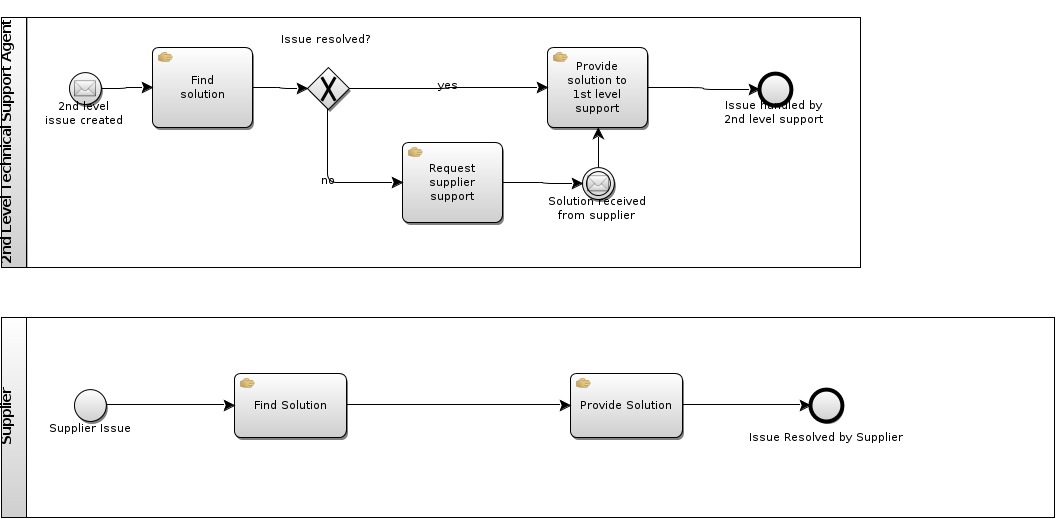 2nd Level Technical Support Agent
Issue resolved?
Find
solution
yes
Provide
solution to
1st level
support
2nd level
issue created
Issue handled by
2nd level support
no
Request
supplier
support
Solution received
from supplier
Supplier
Find Solution
Provide Solution
Supplier Issue
Issue Resolved by Supplier